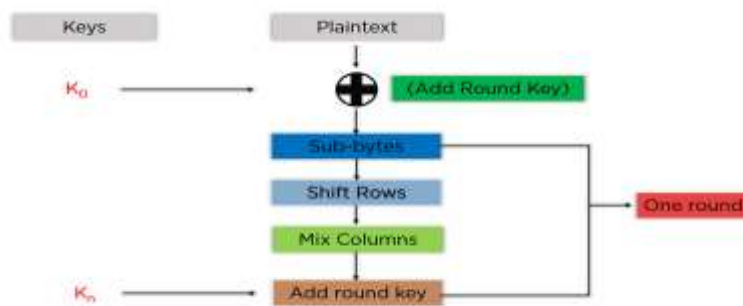 Keys
Plaintext
K₀
(Add Round Key)
Sub-bytes
Shift Rows
One round
Mix Columns
Kₙ
Add round key